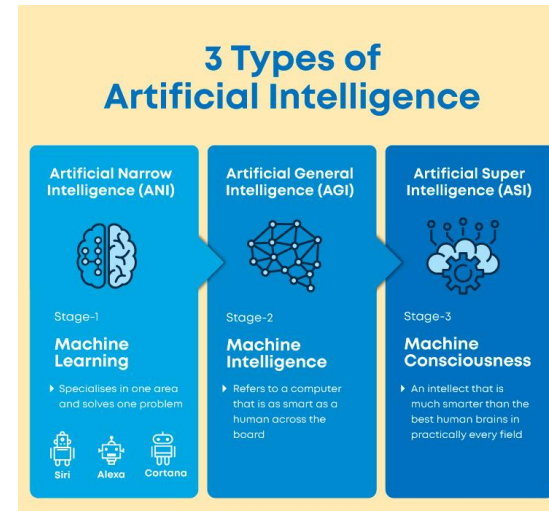 3 Types of
Artificial Intelligence
Artificial Narrow
Intelligence (ANI)
Stage-1
Machine
Learning
Specialises in one area
and solves one problem
Siri
Alexa
Cortana
Artificial General
Intelligence (AGI)
Stage-2
Machine
Intelligence
Refers to a computer
that is as smart as a
human across the
board
Artificial Super
Intelligence (ASI)
Stage-3
Machine
Consciousness
An intellect that is
much smarter than the
best human brains in
practically every field